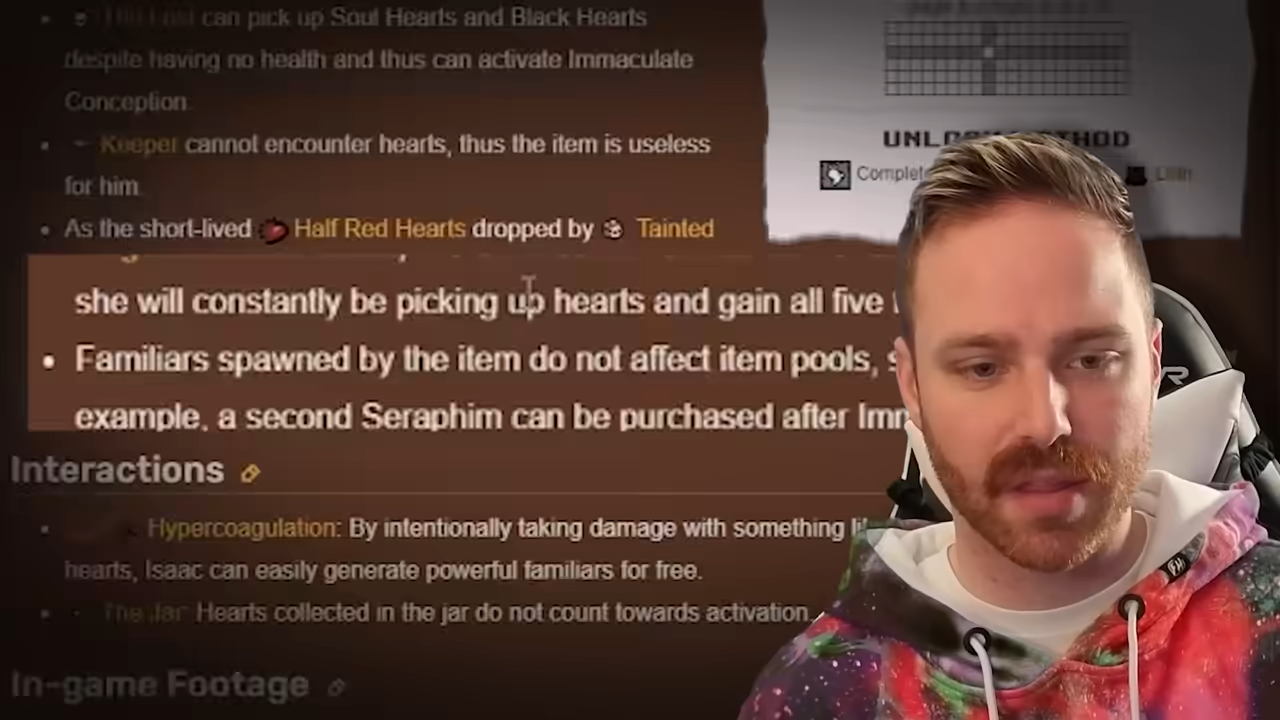 The Lost can pick up Soul Hearts and Black Hearts
despite having no health and thus can activate Immaculate
Conception.
Keeper cannot encounter hearts, thus the item is useless
for him.
As the short-lived Half Red Hearts dropped by Tainted
she will constantly be picking up hearts and gain all five
Familiars spawned by the item do not affect item pools,
example, a second Seraphim can be purchased after
Interactions
Hypercoagulation: By intentionally taking damage with something
hearts, Isaac can easily generate powerful familiars for free.
The Jar: Hearts collected in the jar do not count towards activation.
In-game Footage
Lilith